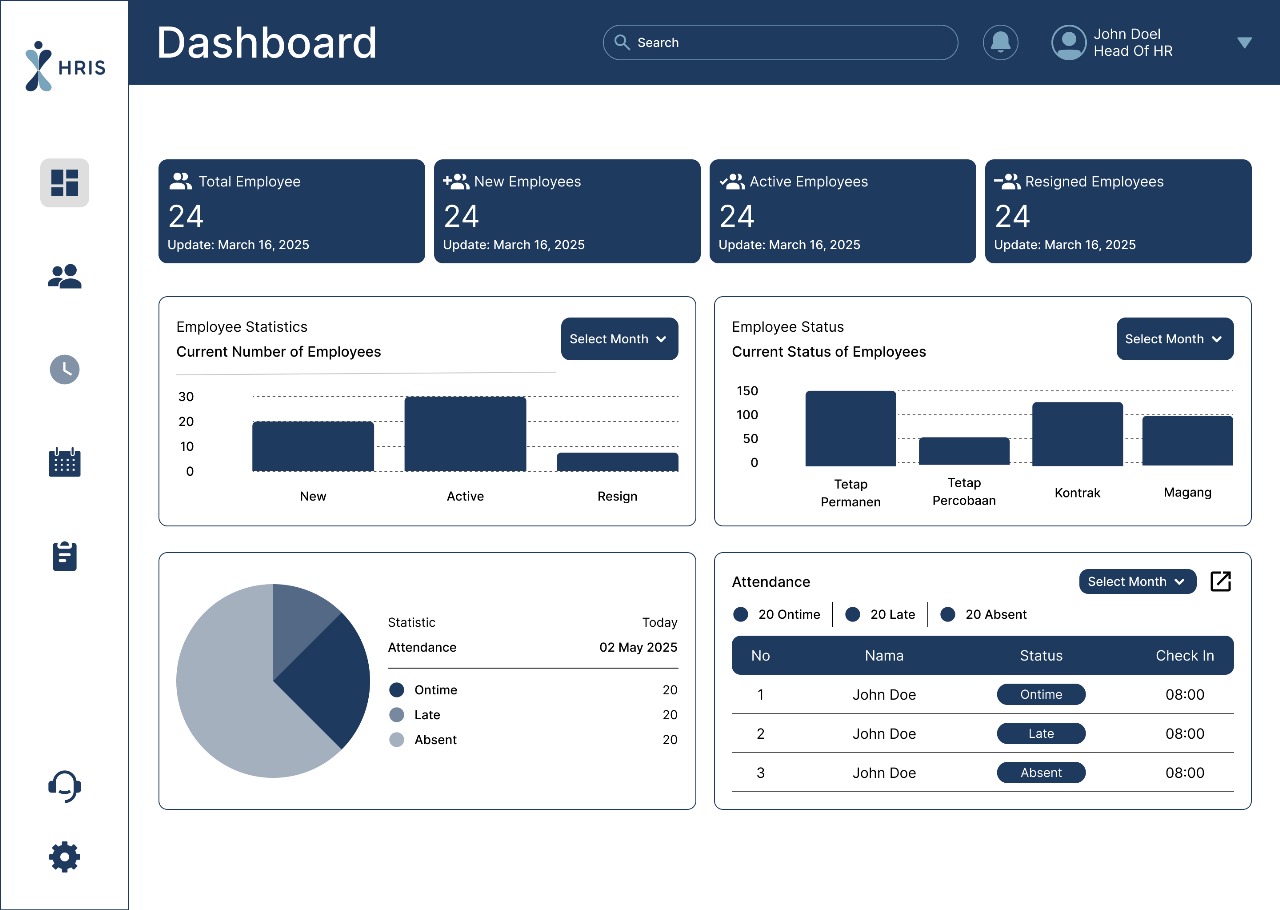 HRIS
Dashboard
Search
John Doel
Head Of HR
Total Employee
24
Update: March 16, 2025
New Employees
24
Update: March 16, 2025
Active Employees
24
Update: March 16, 2025
Resigned Employees
24
Update: March 16, 2025
Employee Statistics
Current Number of Employees
Select Month
30
20
10
0
New
Active
Resign
Employee Status
Current Status of Employees
Select Month
150
100
50
0
Tetap
Permanen
Tetap
Percobaan
Kontrak
Magang
Statistic Today
Attendance 02 May 2025
Ontime 20
Late 20
Absent 20
Attendance
Select Month
20 Ontime 20 Late 20 Absent
No Nama Status Check In
1 John Doe Ontime 08:00
2 John Doe Late 08:00
3 John Doe Absent 08:00